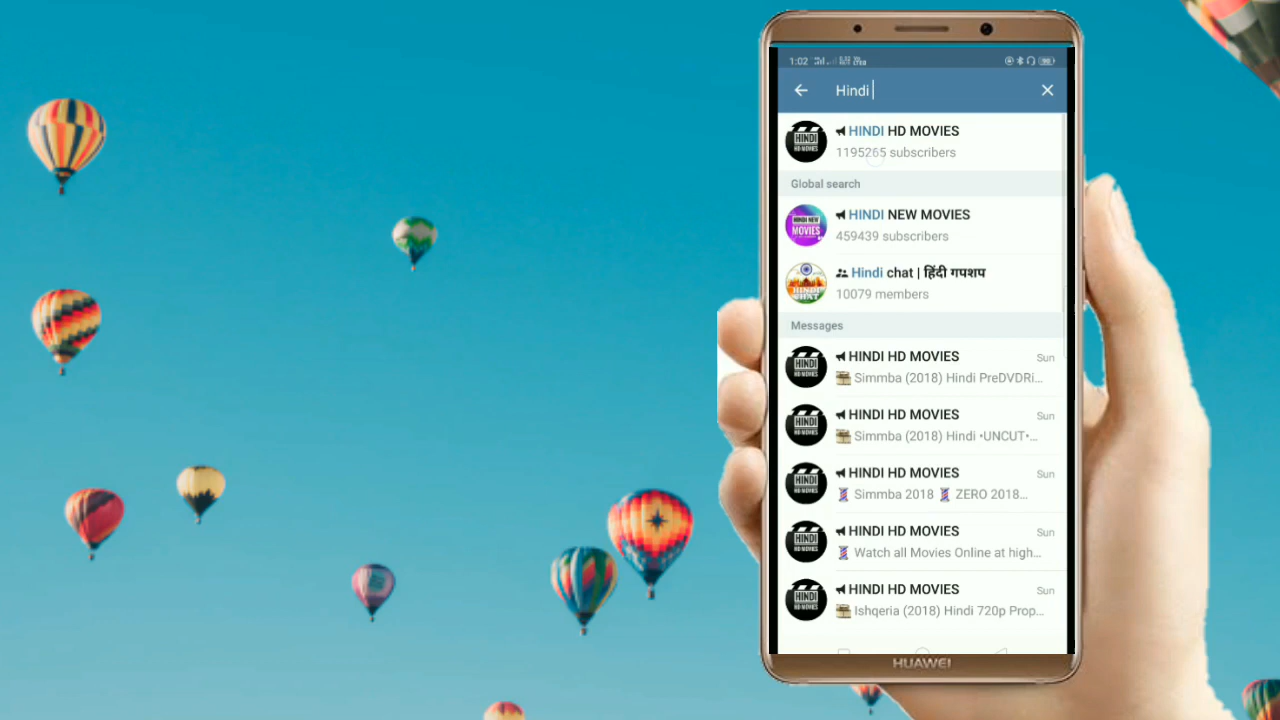 1:02
Hindi
HINDI HD MOVIES
1195265 subscribers
Global search
HINDI NEW MOVIES
459439 subscribers
Hindi chat | हिंदी गपशप
10079 members
Messages
HINDI HD MOVIES Sun
Simmba (2018) Hindi PreDVDRi...
HINDI HD MOVIES Sun
Simmba (2018) Hindi •UNCUT•...
HINDI HD MOVIES Sun
Simmba 2018 ZERO 2018...
HINDI HD MOVIES Sun
Watch all Movies Online at high...
HINDI HD MOVIES Sun
Ishqeria (2018) Hindi 720p Prop...
HUAWEI